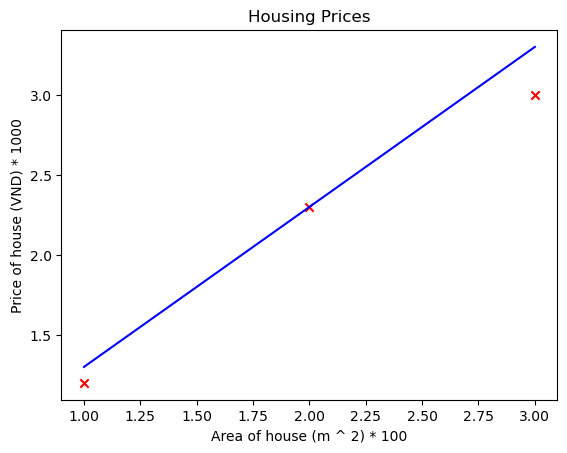 Housing Prices
3.0
2.5
2.0
1.5
Price of house (VND) * 1000
1.00 1.25 1.50 1.75 2.00 2.25 2.50 2.75 3.00
Area of house (m ^ 2) * 100